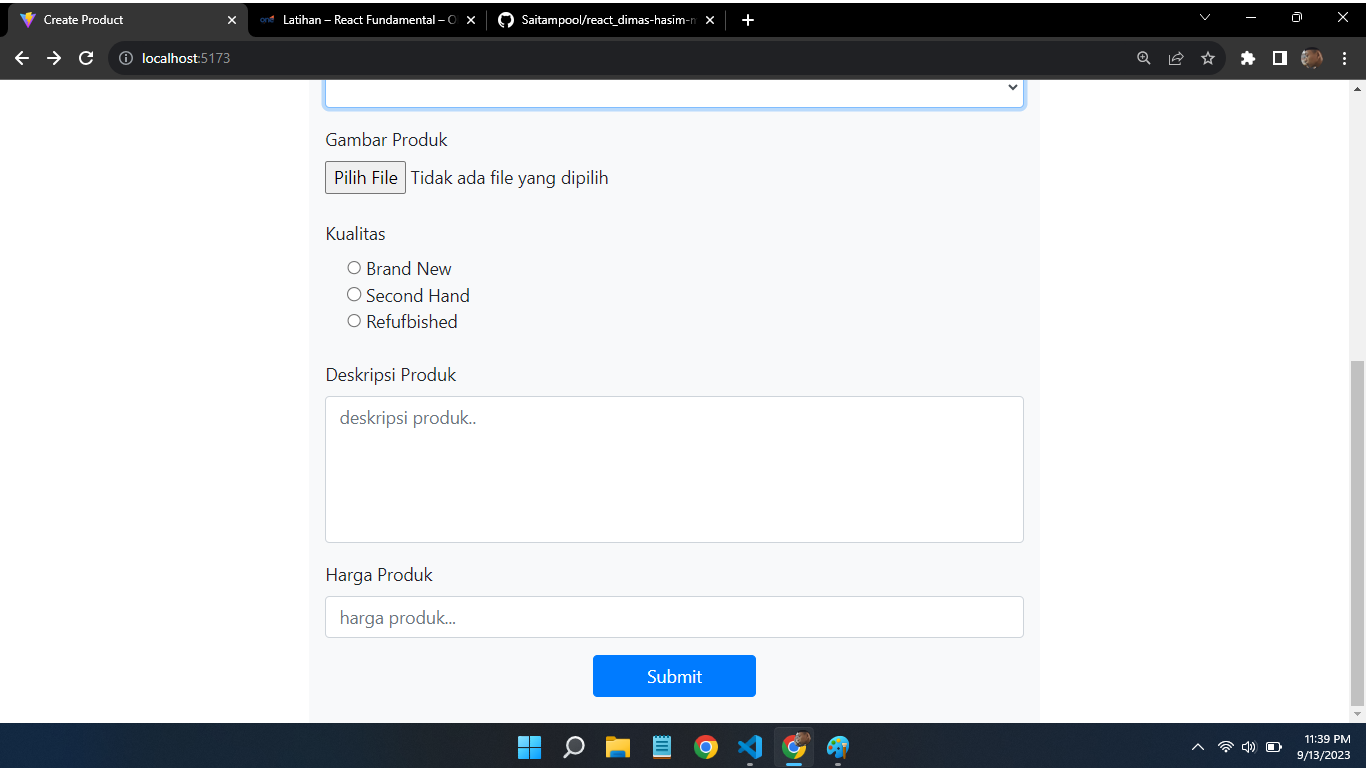 Create Product
Latihan – React Fundamental – O
Saitampool/react_dimas-hasim-
localhost:5173
Gambar Produk
Pilih File Tidak ada file yang dipilih
Kualitas
Brand New
Second Hand
Refufbished
Deskripsi Produk
deskripsi produk..
Harga Produk
harga produk...
Submit
11:39 PM
9/13/2023